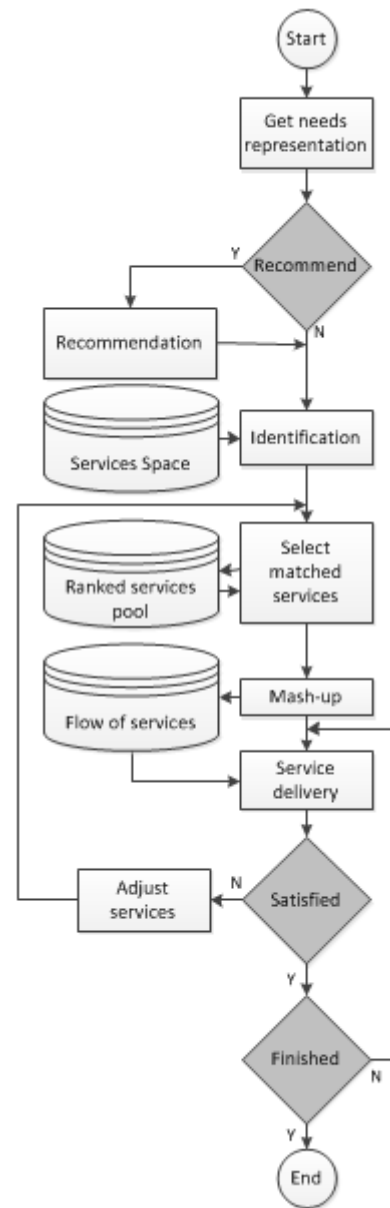 Start
Get needs
representation
Y
Recommend
N
Recommendation
Services Space
Identification
Ranked services
pool
Select
matched
services
Mash-up
Flow of services
Service
delivery
Adjust
services
N
Satisfied
Y
Finished
N
Y
End